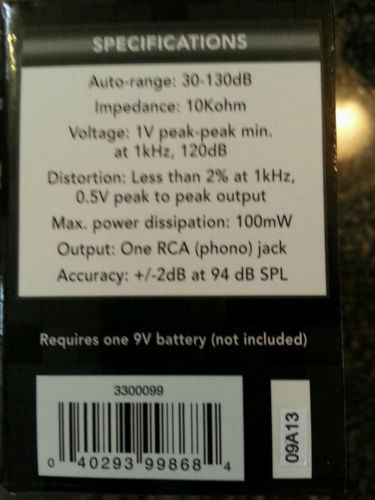 SPECIFICATIONS
Auto-range: 30-130dB
Impedance: 10Kohm
Voltage: 1V peak-peak min.
at 1kHz, 120dB
Distortion: Less than 2% at 1kHz,
0.5V peak to peak output
Max. power dissipation: 100mW
Output: One RCA (phono) jack
Accuracy: +/-2dB at 94 dB SPL
Requires one 9V battery (not included)
3300099
0 40293 99868 4
09A13